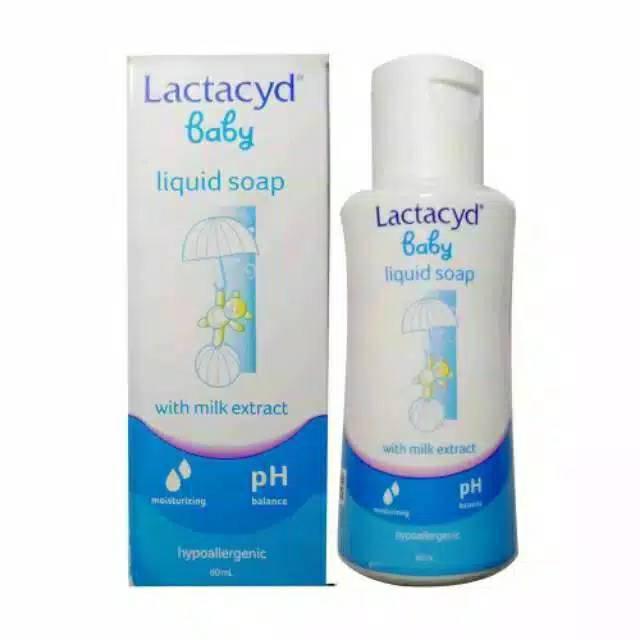 Lactacyd®
baby
liquid soap
with milk extract
moisturizing
pH
balance
hypoallergenic
60mL
Lactacyd®
baby
liquid soap
with milk extract
moisturizing
pH
balance
hypoallergenic
60mL